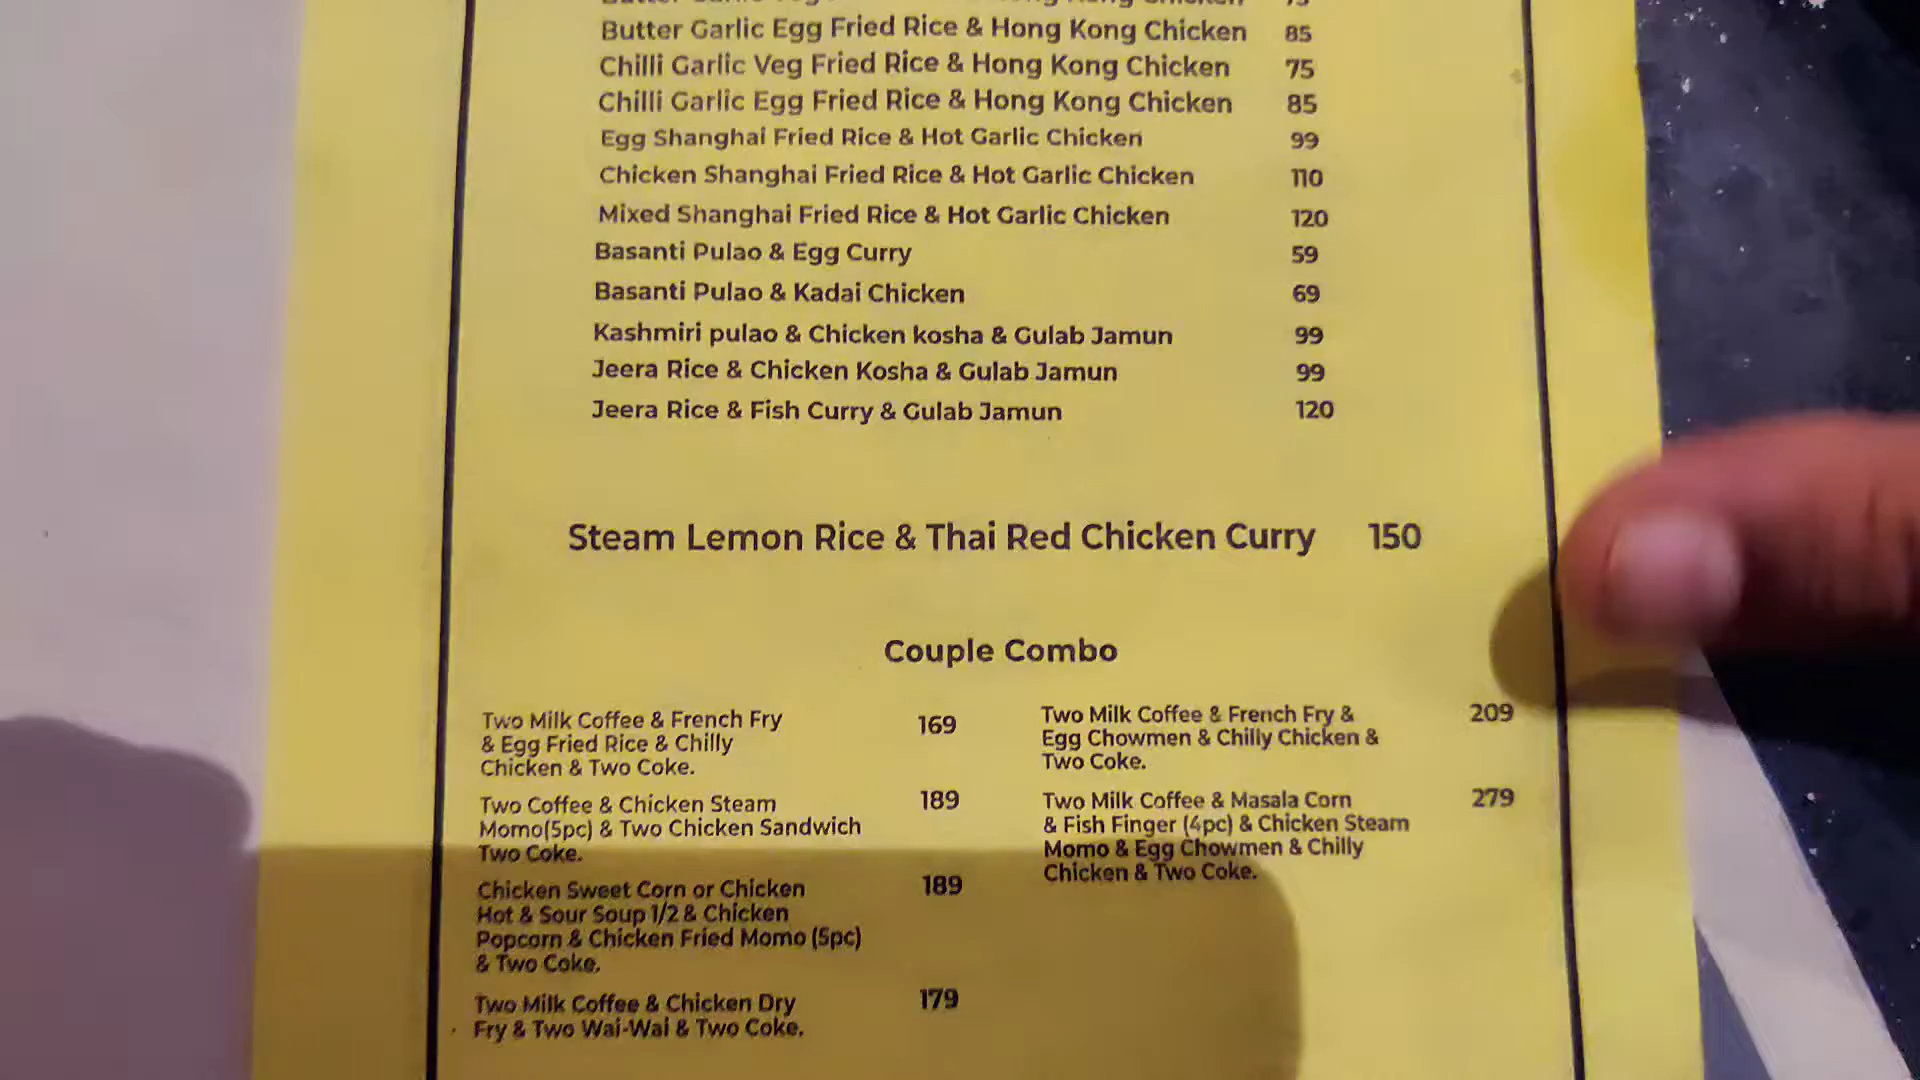 Butter Garlic Egg Fried Rice & Hong Kong Chicken 85
Chilli Garlic Veg Fried Rice & Hong Kong Chicken 75
Chilli Garlic Egg Fried Rice & Hong Kong Chicken 85
Egg Shanghai Fried Rice & Hot Garlic Chicken 99
Chicken Shanghai Fried Rice & Hot Garlic Chicken 110
Mixed Shanghai Fried Rice & Hot Garlic Chicken 120
Basanti Pulao & Egg Curry 59
Basanti Pulao & Kadai Chicken 69
Kashmiri pulao & Chicken kosha & Gulab Jamun 99
Jeera Rice & Chicken Kosha & Gulab Jamun 99
Jeera Rice & Fish Curry & Gulab Jamun 120
Steam Lemon Rice & Thai Red Chicken Curry 150
Couple Combo
Two Milk Coffee & French Fry 169
& Egg Fried Rice & Chilly
Chicken & Two Coke.
Two Coffee & Chicken Steam 189
Momo(5pc) & Two Chicken Sandwich
Two Coke.
Chicken Sweet Corn or Chicken 189
Hot & Sour Soup 1/2 & Chicken
Popcorn & Chicken Fried Momo (5pc)
& Two Coke.
Two Milk Coffee & Chicken Dry 179
Fry & Two Wai-Wai & Two Coke.
Two Milk Coffee & French Fry & 209
Egg Chowmen & Chilly Chicken &
Two Coke.
Two Milk Coffee & Masala Corn 279
& Fish Finger (4pc) & Chicken Steam
Momo & Egg Chowmen & Chilly
Chicken & Two Coke.